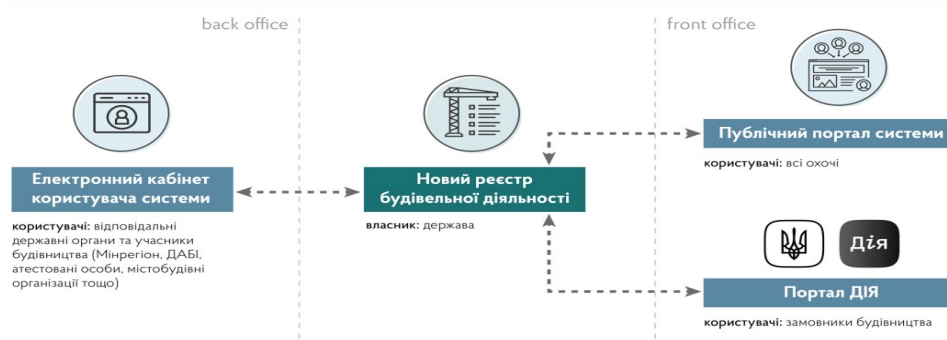 back office
front office
Електронний кабінет
користувача системи
користувачі: відповідальні
державні органи та учасники
будівництва (Мінрегіон, ДАБІ,
атестовані особи, містобудівні
організації тощо)
Новий реєстр
будівельної діяльності
власник: держава
Публічний портал системи
користувачі: всі охочі
Дія
Портал ДІЯ
користувачі: замовники будівництва